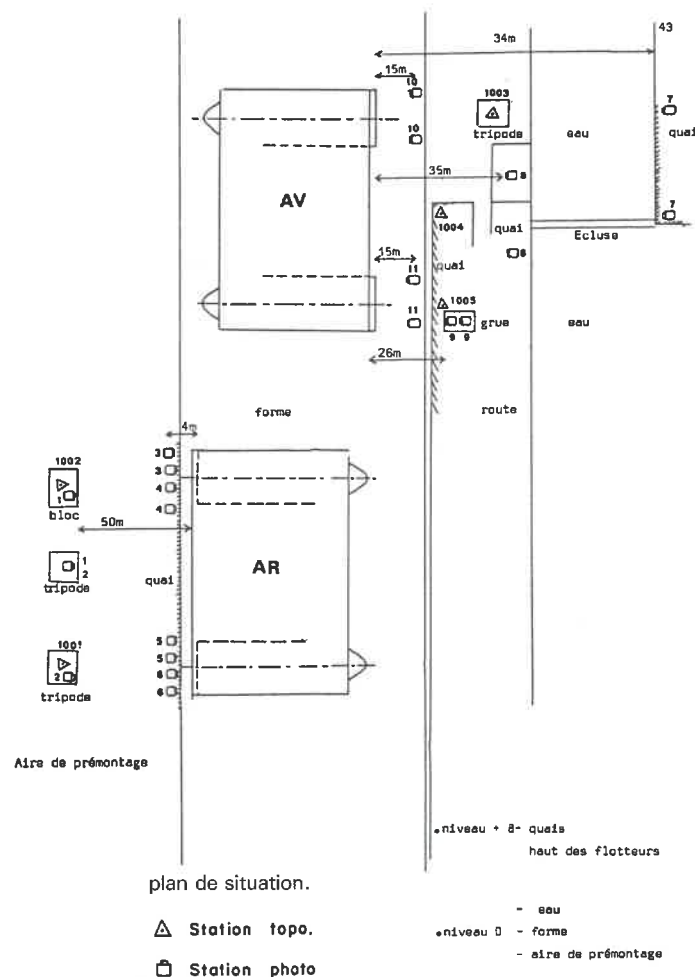 43
34m
15m
10
1003
7
tripode
eau
quai
10
35m
8
AV
7
1004
quai
Ecluse
15m
11
quai
8
1005
11
grue
eau
9 9
26m
forme
route
4m
3
1002
3
4
1
bloc
4
50m
AR
1
2
quai
tripode
1001
5
5
2
6
tripode
6
Aire de prémontage
.niveau + 8- quais
haut des flotteurs
plan de situation.
- eau
Station topo.
.niveau 0 - forme
- aire de prémontage
Station photo